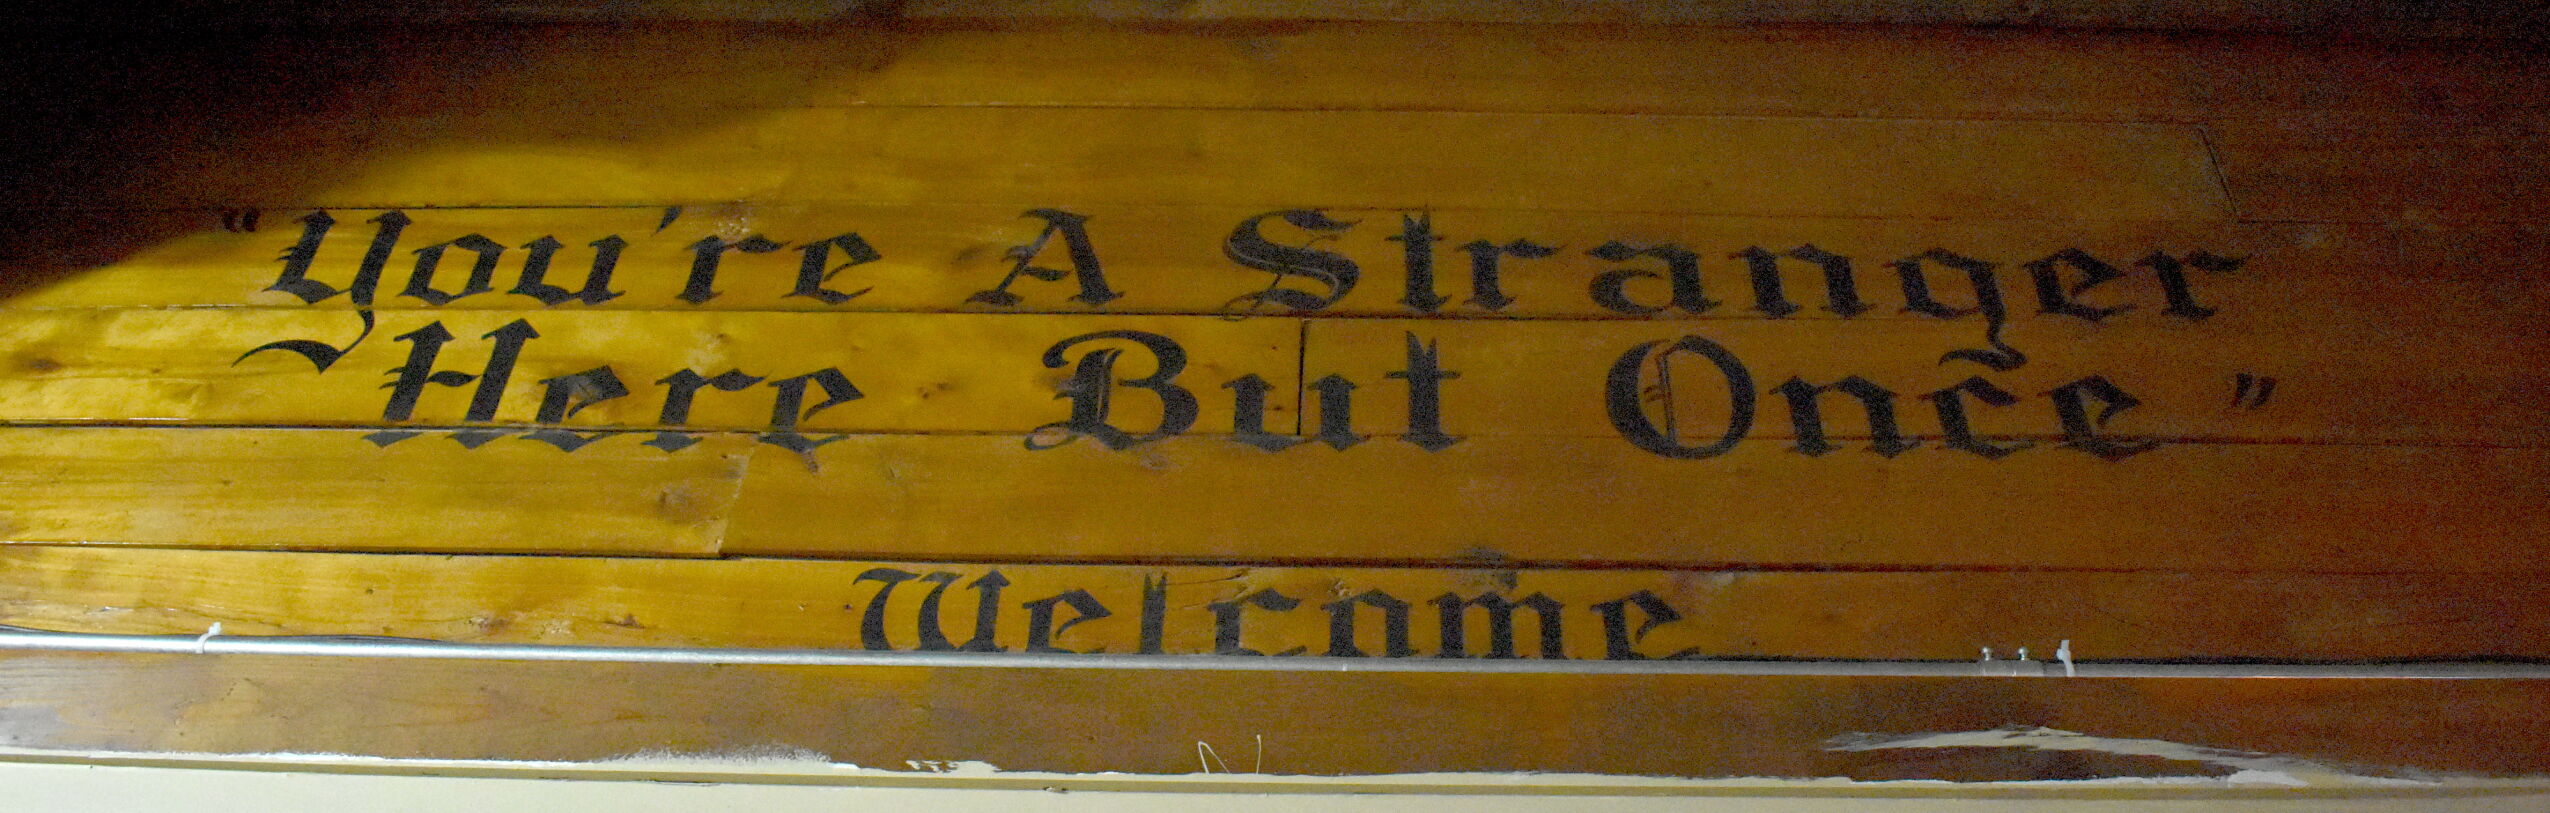 "You're A Stranger
Here But Once."
Welcome